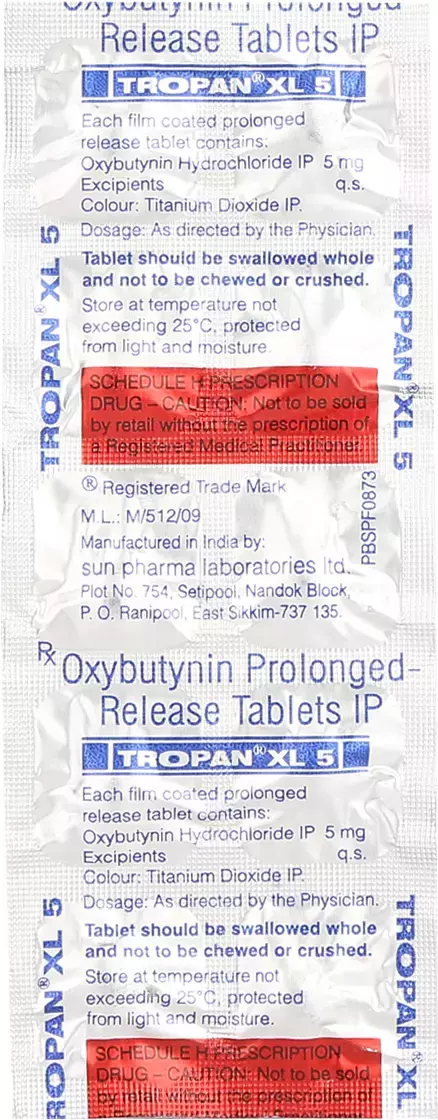 Oxybutynin Prolonged
Release Tablets IP
TROPAN® XL 5
Each film coated prolonged
release tablet contains:
Oxybutynin Hydrochloride IP 5 mg
Excipients q.s.
Colour: Titanium Dioxide IP.
Dosage: As directed by the Physician.
Tablet should be swallowed whole
and not to be chewed or crushed.
Store at temperature not
exceeding 25°C, protected
from light and moisture.
TROPAN® XL 5
TROPAN® XL 5
SCHEDULE H PRESCRIPTION
DRUG – CAUTION: Not to be sold
by retail without the prescription of
a Registered Medical Practitioner.
® Registered Trade Mark
M.L.: M/512/09
Manufactured in India by:
sun pharma laboratories ltd.
Plot No. 754, Setipool, Nandok Block,
P. O. Ranipool, East Sikkim-737 135.
PBSPF0873
Rx Oxybutynin Prolonged-
Release Tablets IP
TROPAN® XL 5
Each film coated prolonged
release tablet contains:
Oxybutynin Hydrochloride IP 5 mg
Excipients q.s.
Colour: Titanium Dioxide IP.
Dosage: As directed by the Physician.
Tablet should be swallowed whole
and not to be chewed or crushed.
Store at temperature not
exceeding 25°C, protected
from light and moisture.
TROPAN® XL 5
TROPAN® XL
SCHEDULE H PRESCRIPTION
DRUG – CAUTION: Not to be sold
by retail without the prescription of